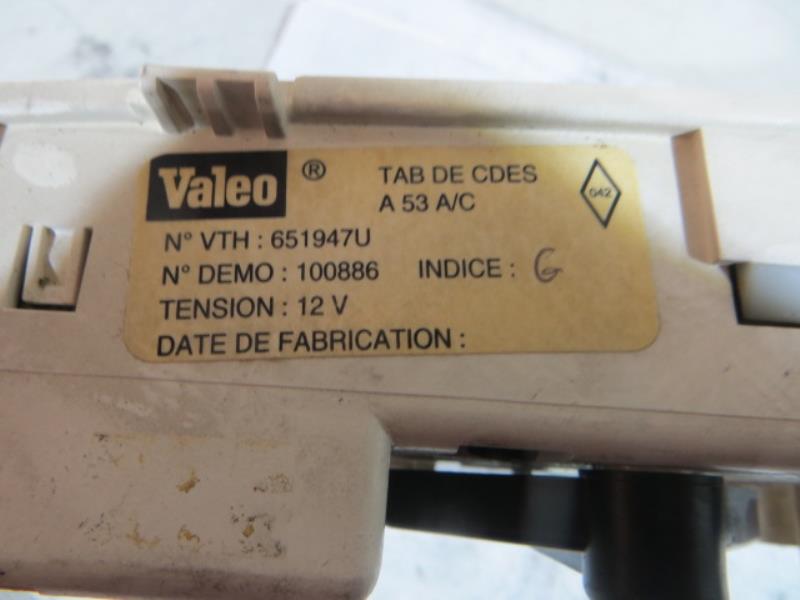 Valeo ® TAB DE CDES
A 53 A/C
042
N° VTH : 651947U
N° DEMO : 100886 INDICE : G
TENSION : 12 V
DATE DE FABRICATION :